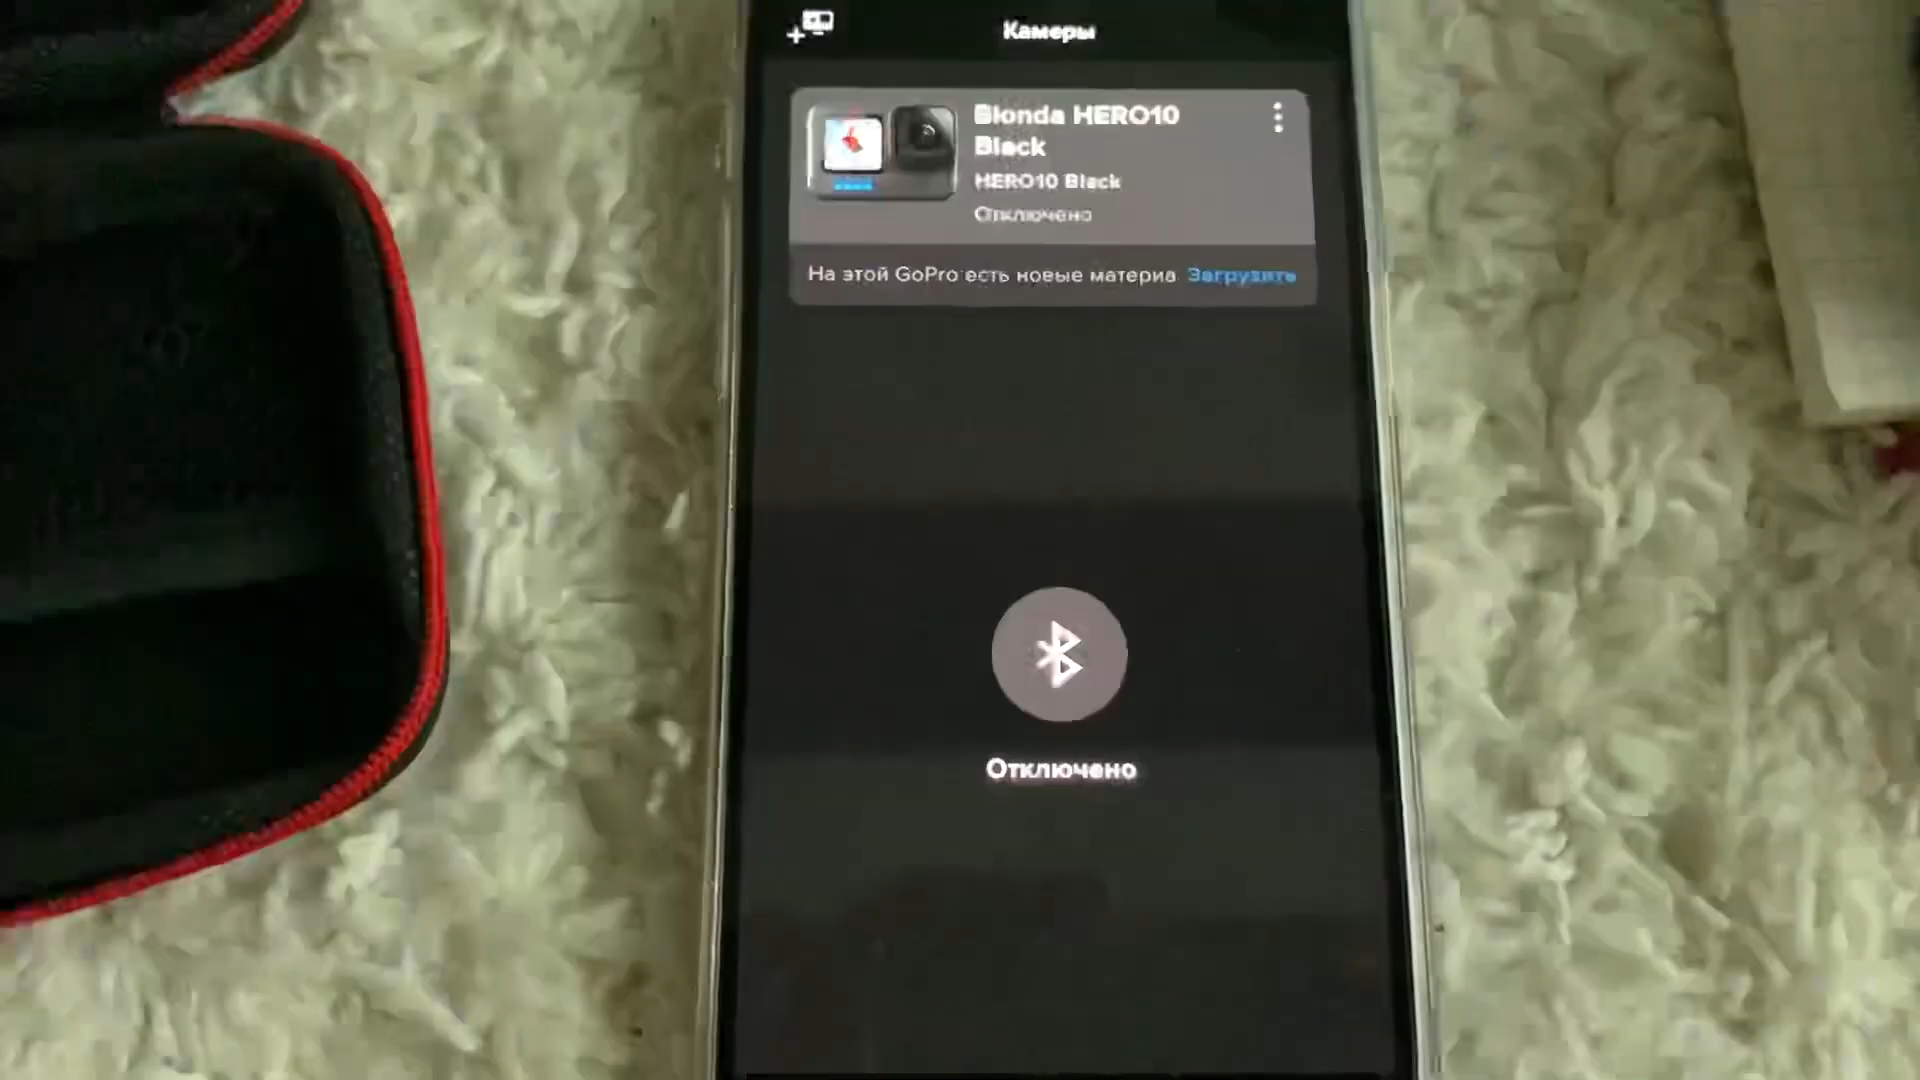 Камеры
Blonda HERO10
Black
HERO10 Black
Отключено
На этой GoPro есть новые материа Загрузить
Отключено